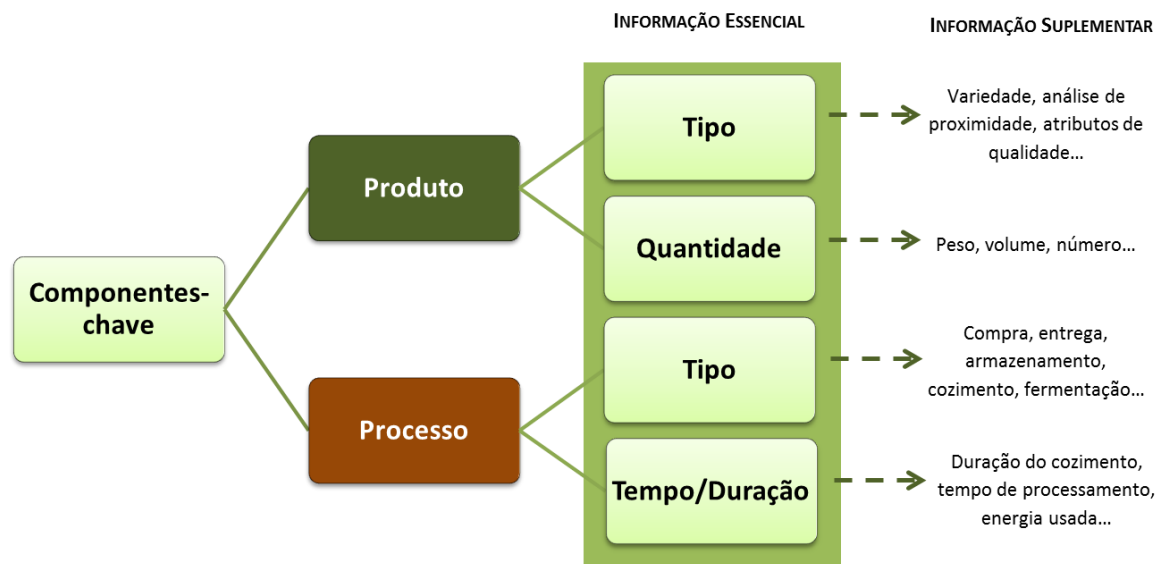 INFORMAÇÃO ESSENCIAL
INFORMAÇÃO SUPLEMENTAR
Componentes-
chave
Produto
Tipo
Variedade, análise de
proximidade, atributos de
qualidade...
Quantidade
Peso, volume, número...
Processo
Tipo
Compra, entrega,
armazenamento,
cozimento, fermentação...
Tempo/Duração
Duração do cozimento,
tempo de processamento,
energia usada...